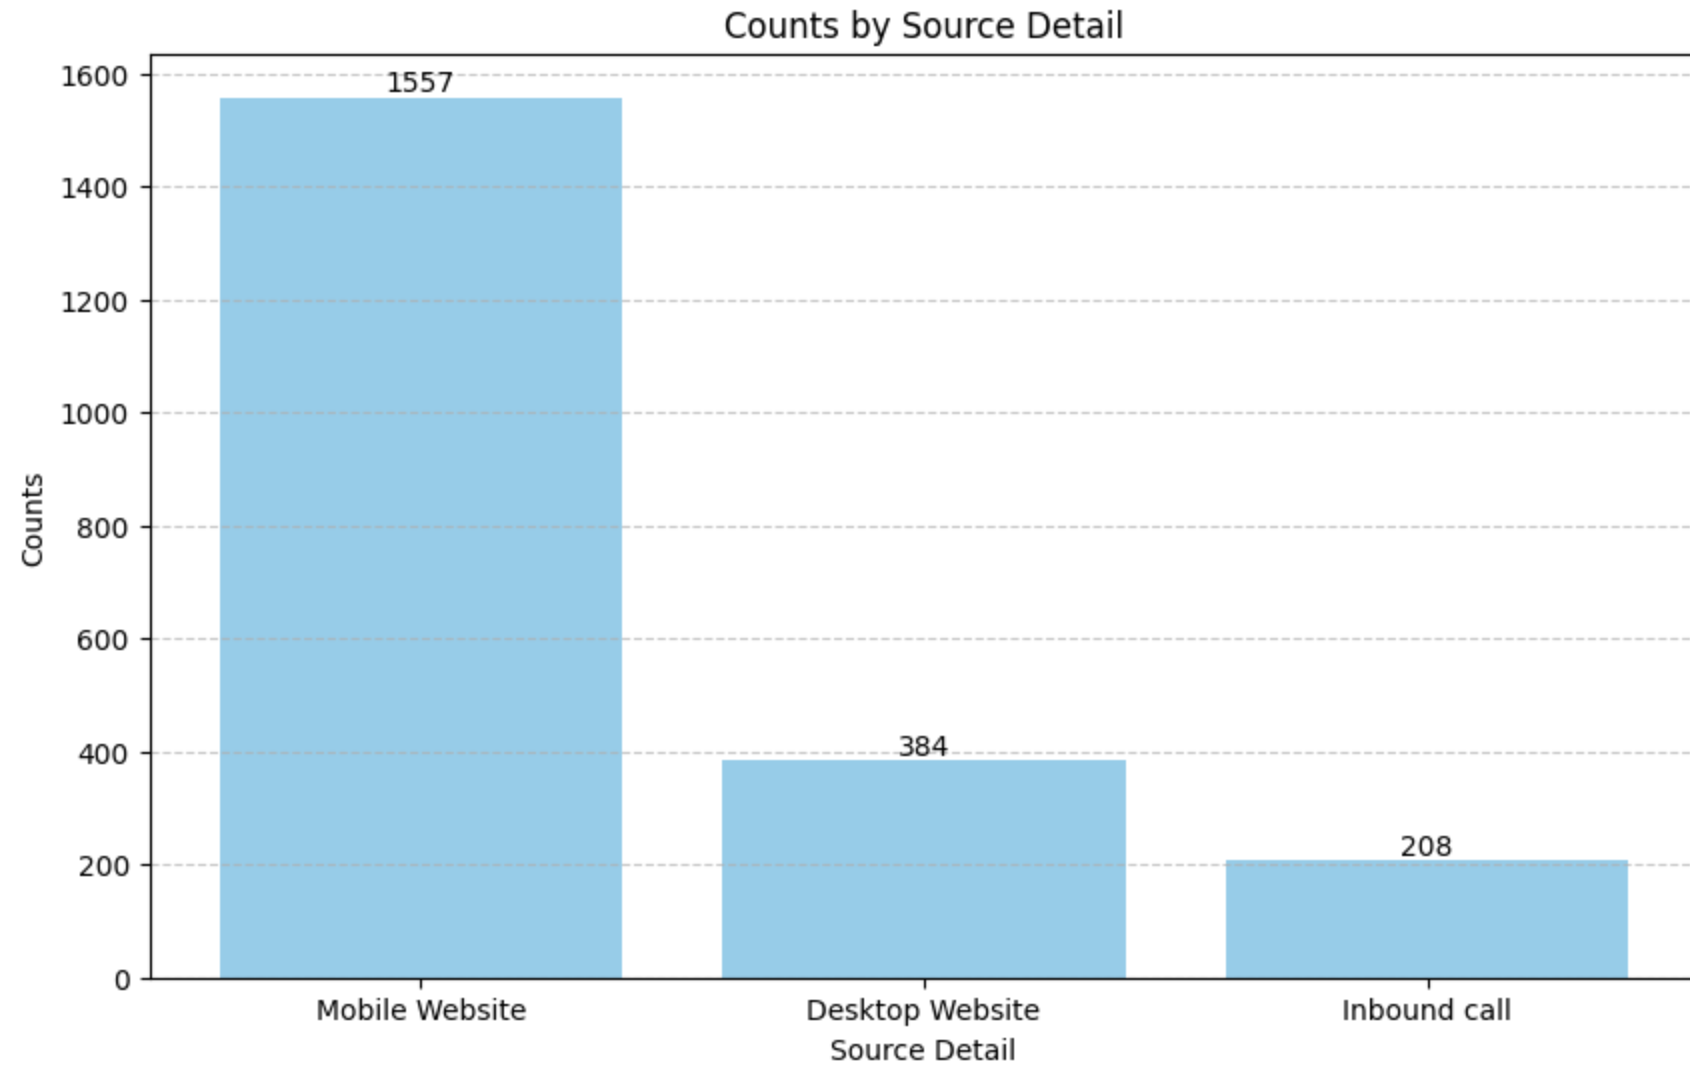 Counts by Source Detail
1600
1557
1400
1200
1000
800
600
400
384
208
200
0
Counts
Mobile Website
Desktop Website
Inbound call
Source Detail